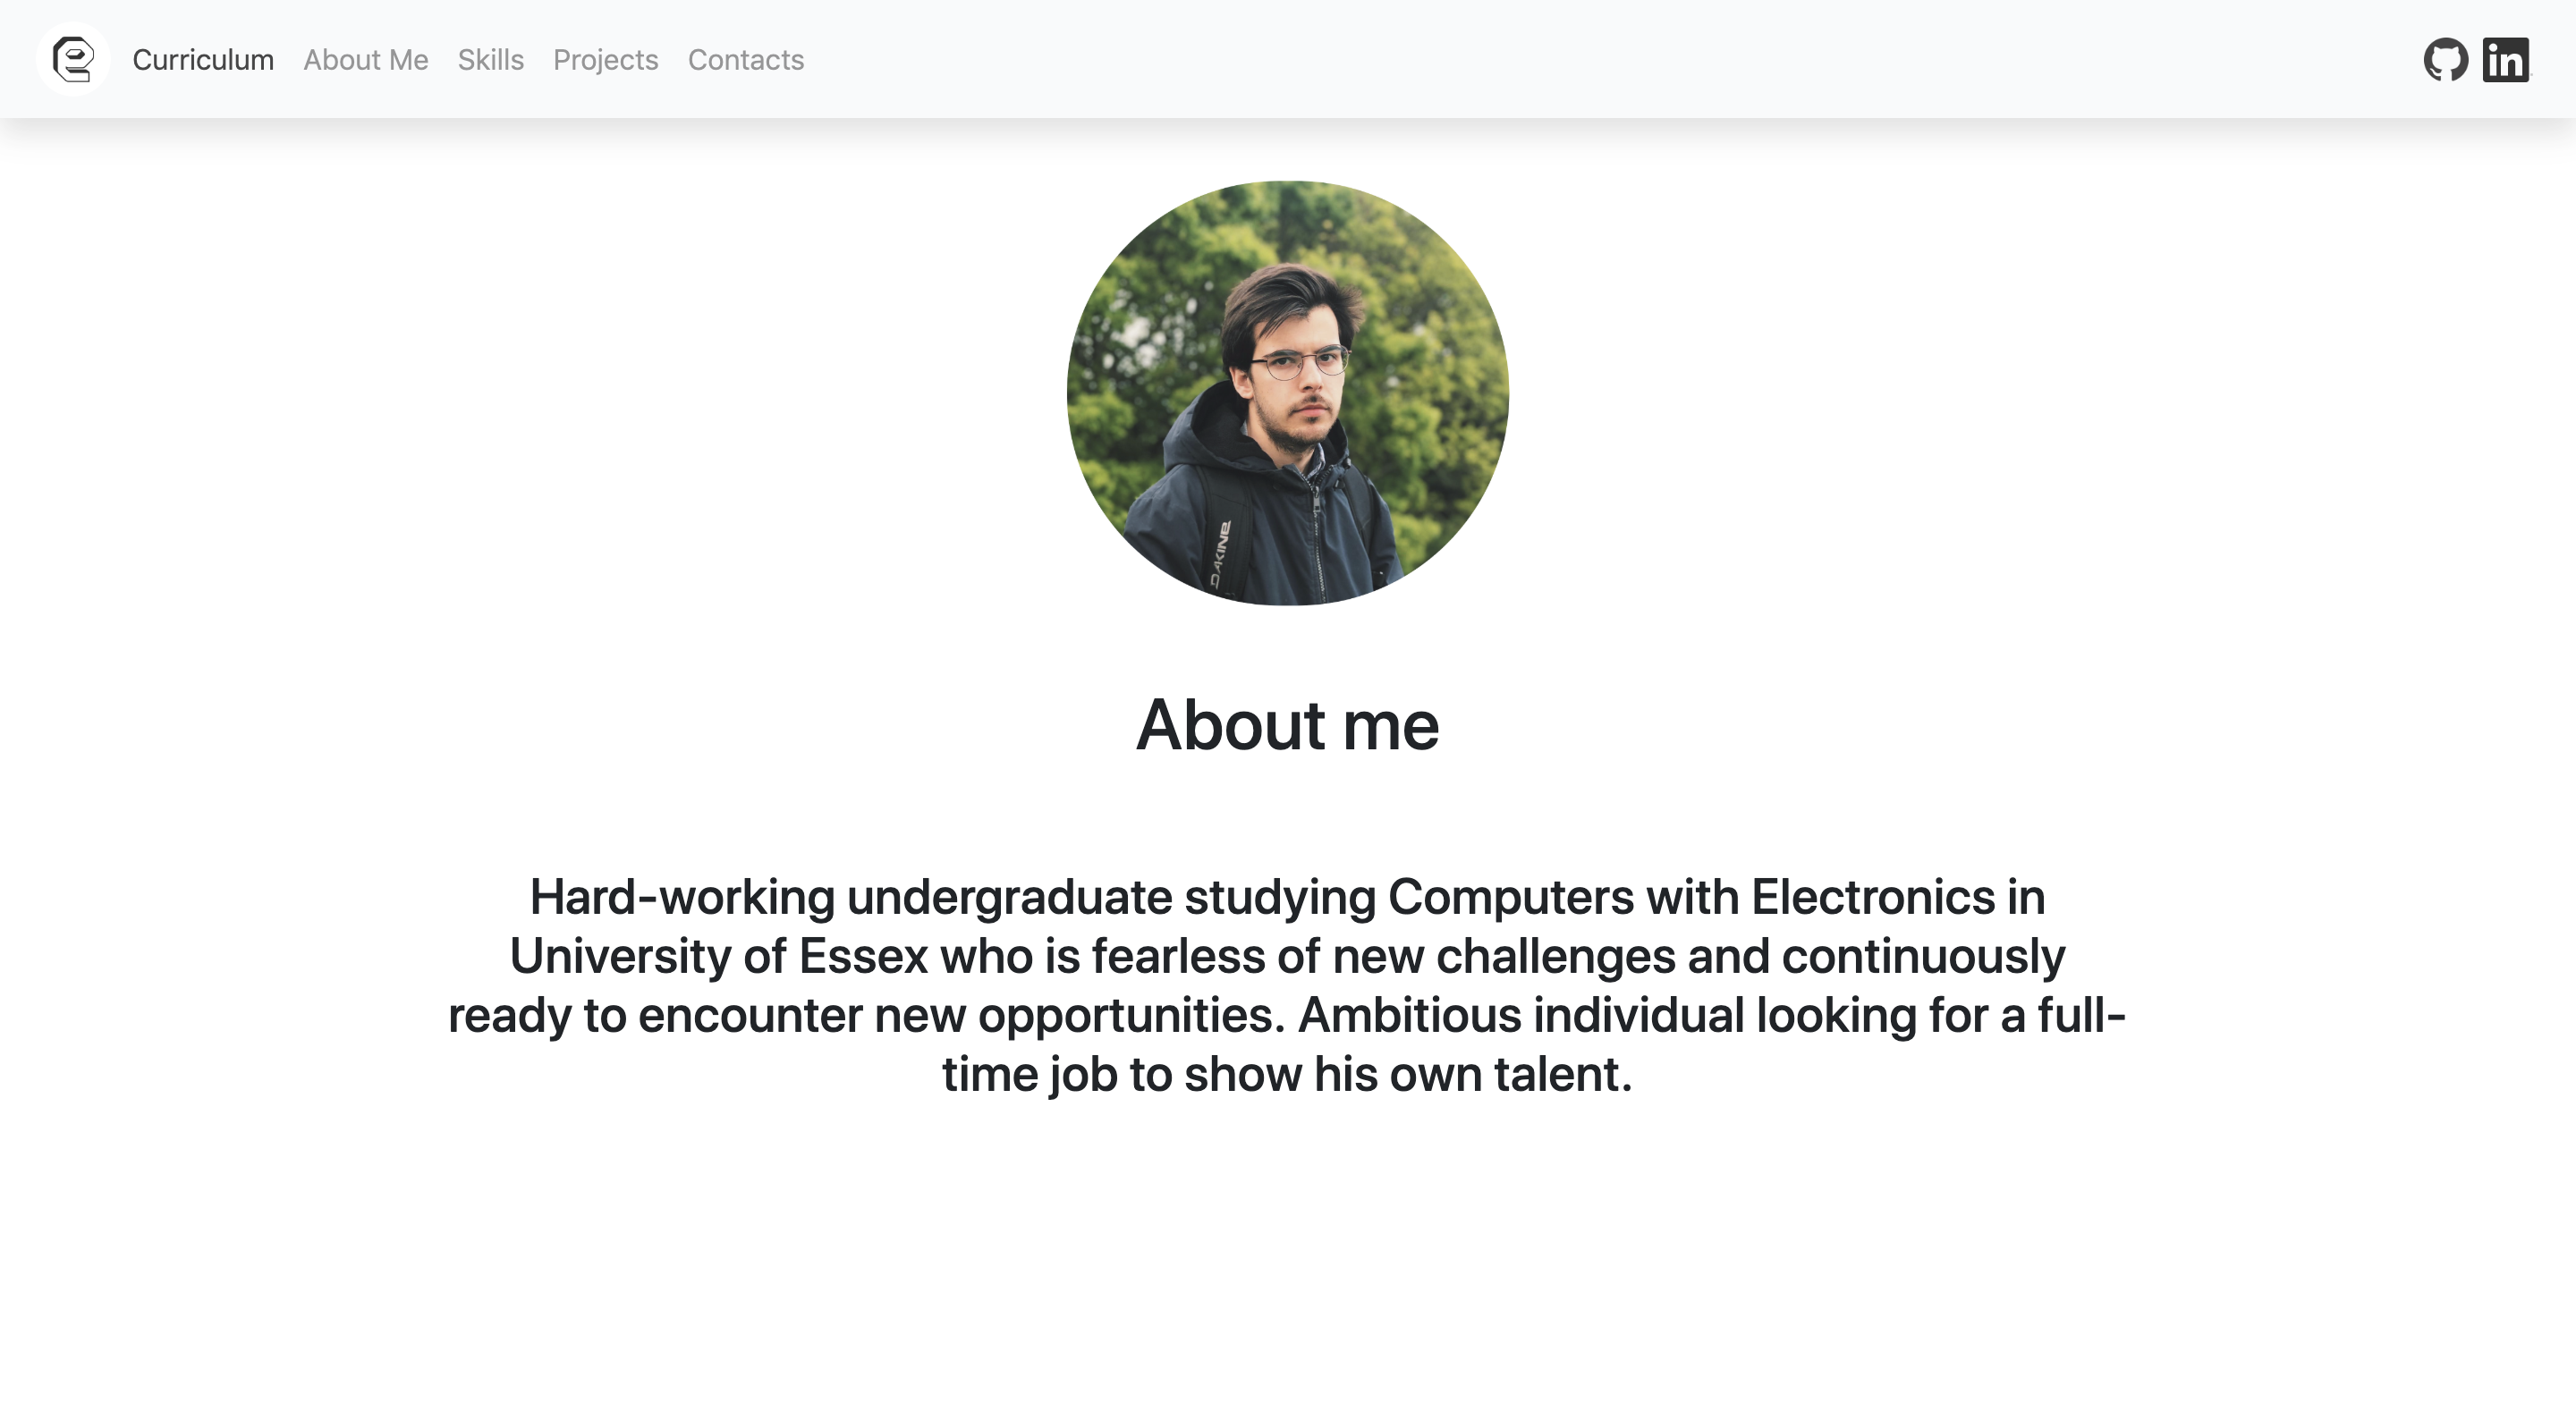 e Curriculum About Me Skills Projects Contacts in
DAKINE
About me
Hard-working undergraduate studying Computers with Electronics in
University of Essex who is fearless of new challenges and continuously
ready to encounter new opportunities. Ambitious individual looking for a full-
time job to show his own talent.